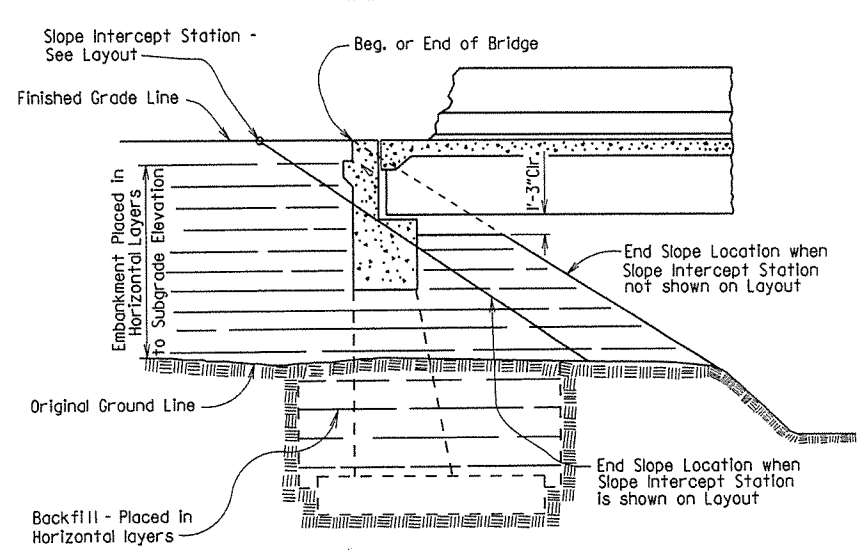 Slope Intercept Station -
See Layout
Beg. or End of Bridge
Finished Grade Line
Embankment Placed in
Horizontal Layers
to Subgrade Elevation
1'-3"Clr.
End Slope Location when
Slope Intercept Station
not shown on Layout
Original Ground Line
End Slope Location when
Slope Intercept Station
is shown on Layout
Backfill - Placed in
Horizontal layers